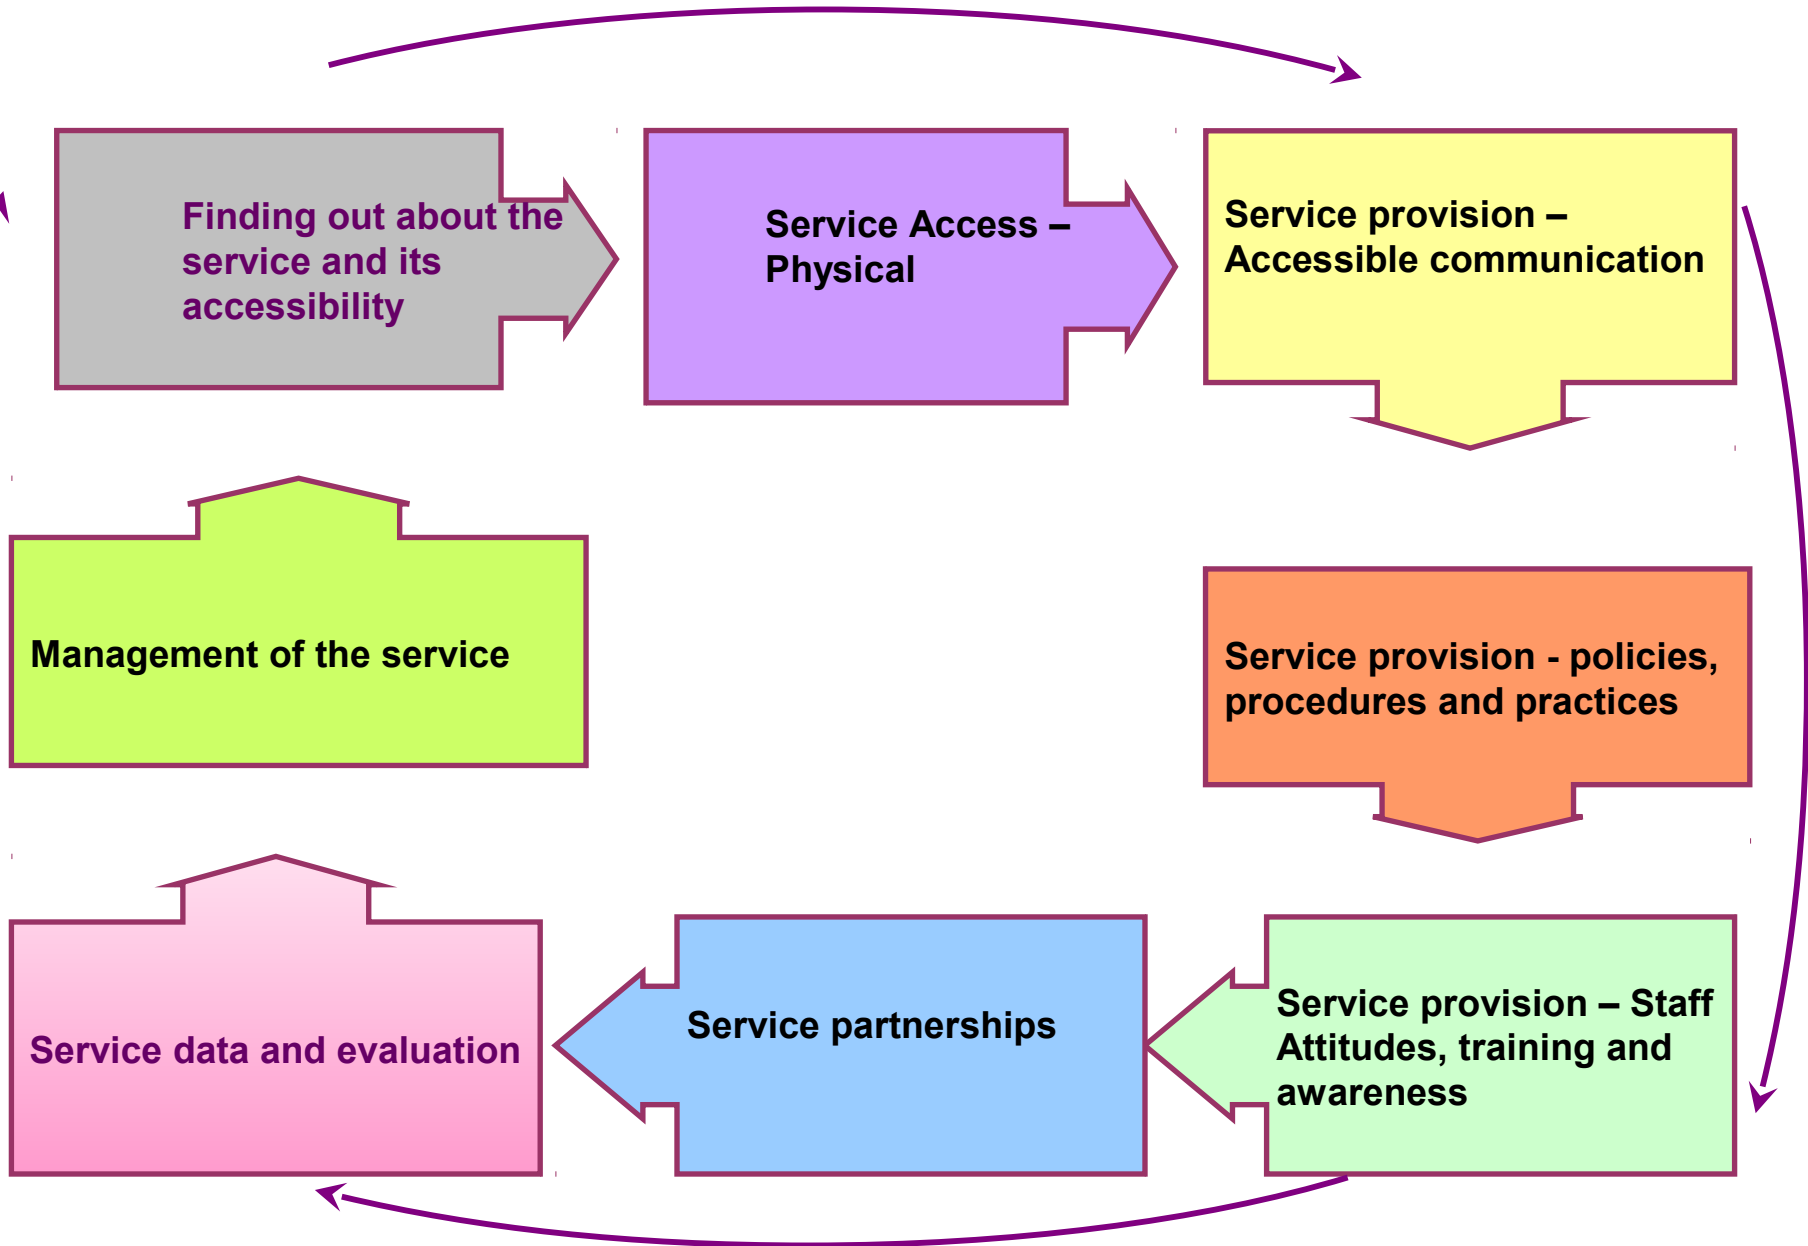 Finding out about the
service and its
accessibility
Service Access –
Physical
Service provision –
Accessible communication
Management of the service
Service provision - policies,
procedures and practices
Service data and evaluation
Service partnerships
Service provision – Staff
Attitudes, training and
awareness